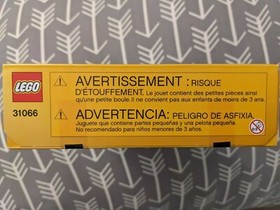 LEGO
31066
AVERTISSEMENT : RISQUE
D'ÉTOUFFEMENT. Le jouet contient des petites pièces ainsi
qu'une petite boule. Il ne convient pas aux enfants de moins de 3 ans.
ADVERTENCIA: PELIGRO DE ASFIXIA.
Juguete que contiene partes pequeñas y una pelota pequeña.
No recomendado para niños menores de 3 años.